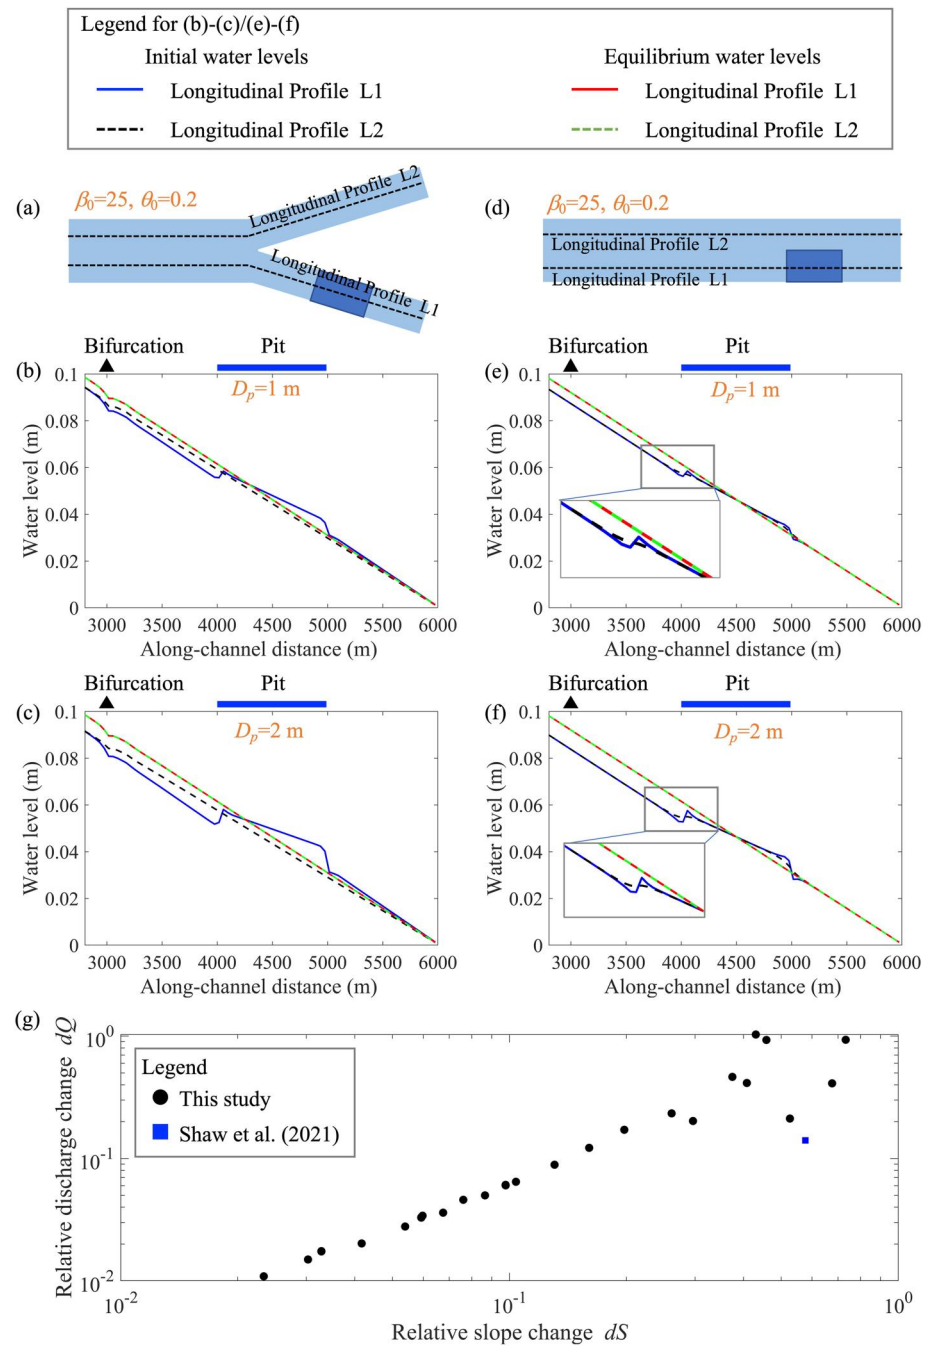 Legend for (b)-(c)/(e)-(f)
Initial water levels
Equilibrium water levels
Longitudinal Profile L1
Longitudinal Profile L1
Longitudinal Profile L2
Longitudinal Profile L2
(a)
β₀=25, θ₀=0.2
Longitudinal Profile L2
Longitudinal Profile L1
(d)
β₀=25, θ₀=0.2
Longitudinal Profile L2
Longitudinal Profile L1
(b)
Bifurcation
Pit
Dₚ=1 m
Water level (m)
0.1
0.08
0.06
0.04
0.02
0
3000 3500 4000 4500 5000 5500 6000
Along-channel distance (m)
(e)
Bifurcation
Pit
Dₚ=1 m
Water level (m)
0.1
0.08
0.06
0.04
0.02
0
3000 3500 4000 4500 5000 5500 6000
Along-channel distance (m)
(c)
Bifurcation
Pit
Dₚ=2 m
Water level (m)
0.1
0.08
0.06
0.04
0.02
0
3000 3500 4000 4500 5000 5500 6000
Along-channel distance (m)
(f)
Bifurcation
Pit
Dₚ=2 m
Water level (m)
0.1
0.08
0.06
0.04
0.02
0
3000 3500 4000 4500 5000 5500 6000
Along-channel distance (m)
(g)
Relative discharge change dQ
10⁰
10⁻¹
10⁻²
Legend
This study
Shaw et al. (2021)
10⁻² 10⁻¹ 10⁰
Relative slope change dS